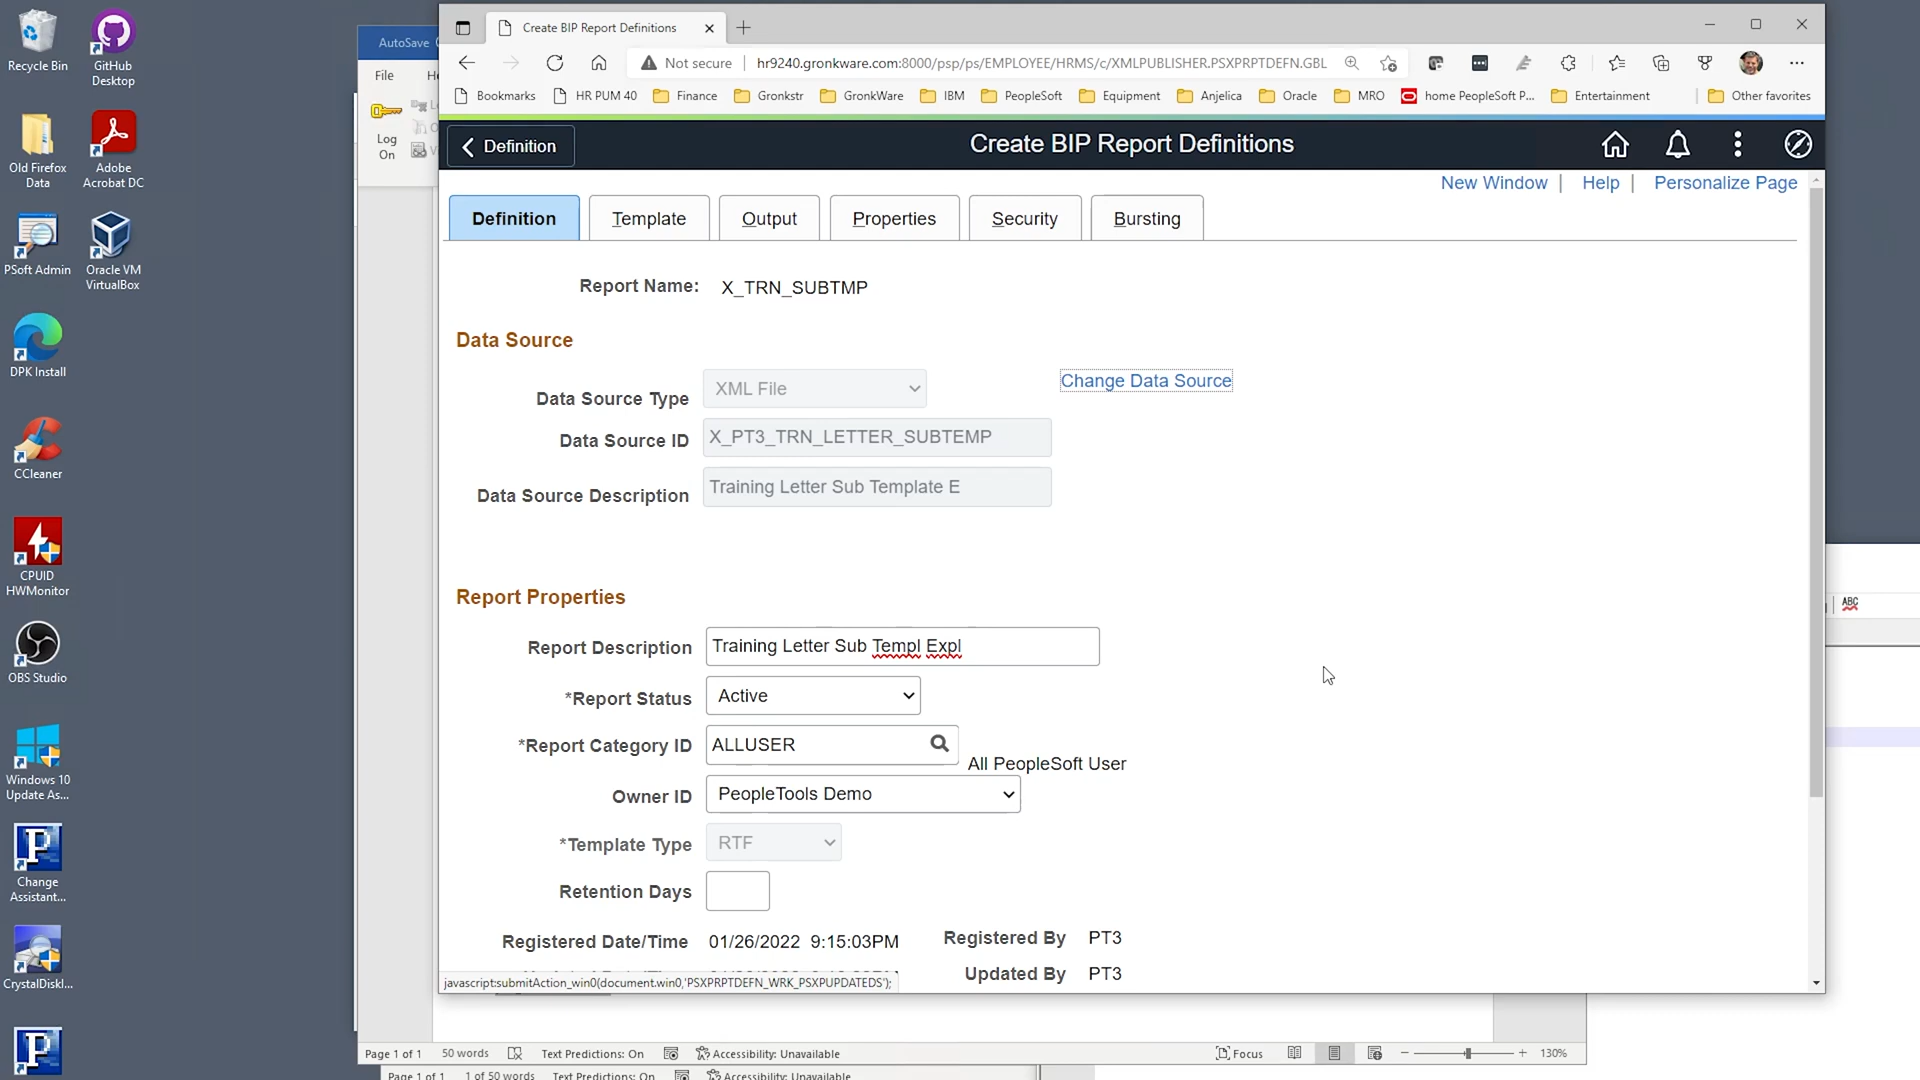 Recycle Bin
GitHub Desktop
Old Firefox Data
Adobe Acrobat DC
PSoft Admin
Oracle VM VirtualBox
DPK Install
CCleaner
CPUID HWMonitor
OBS Studio
Windows 10 Update As...
Change Assistant...
CrystalDiskI...
AutoSave
File
Log On
Create BIP Report Definitions
Not secure
hr9240.gronkware.com:8000/psp/ps/EMPLOYEE/HRMS/c/XMLPUBLISHER.PSXPRPTDEFN.GBL
Bookmarks HR PUM 40 Finance Gronkstr GronkWare IBM PeopleSoft Equipment Anjelica Oracle MRO home PeopleSoft P... Entertainment Other favorites
Definition
Create BIP Report Definitions
New Window | Help | Personalize Page
Definition Template Output Properties Security Bursting
Report Name: X_TRN_SUBTMP
Data Source
Data Source Type XML File
Change Data Source
Data Source ID X_PT3_TRN_LETTER_SUBTEMP
Data Source Description Training Letter Sub Template E
Report Properties
Report Description Training Letter Sub Templ Expl
*Report Status Active
*Report Category ID ALLUSER
All PeopleSoft User
Owner ID PeopleTools Demo
*Template Type RTF
Retention Days
Registered Date/Time 01/26/2022 9:15:03PM Registered By PT3
Updated By PT3
javascript:submitAction_win0(document.win0,'PSXPRPTDEFN_WRK_PSXPUPDATEDS');
ABC
Page 1 of 1 50 words Text Predictions: On Accessibility: Unavailable Focus 130%
Page 1 of 1 1 of 50 words Text Predictions: On Accessibility: Unavailable